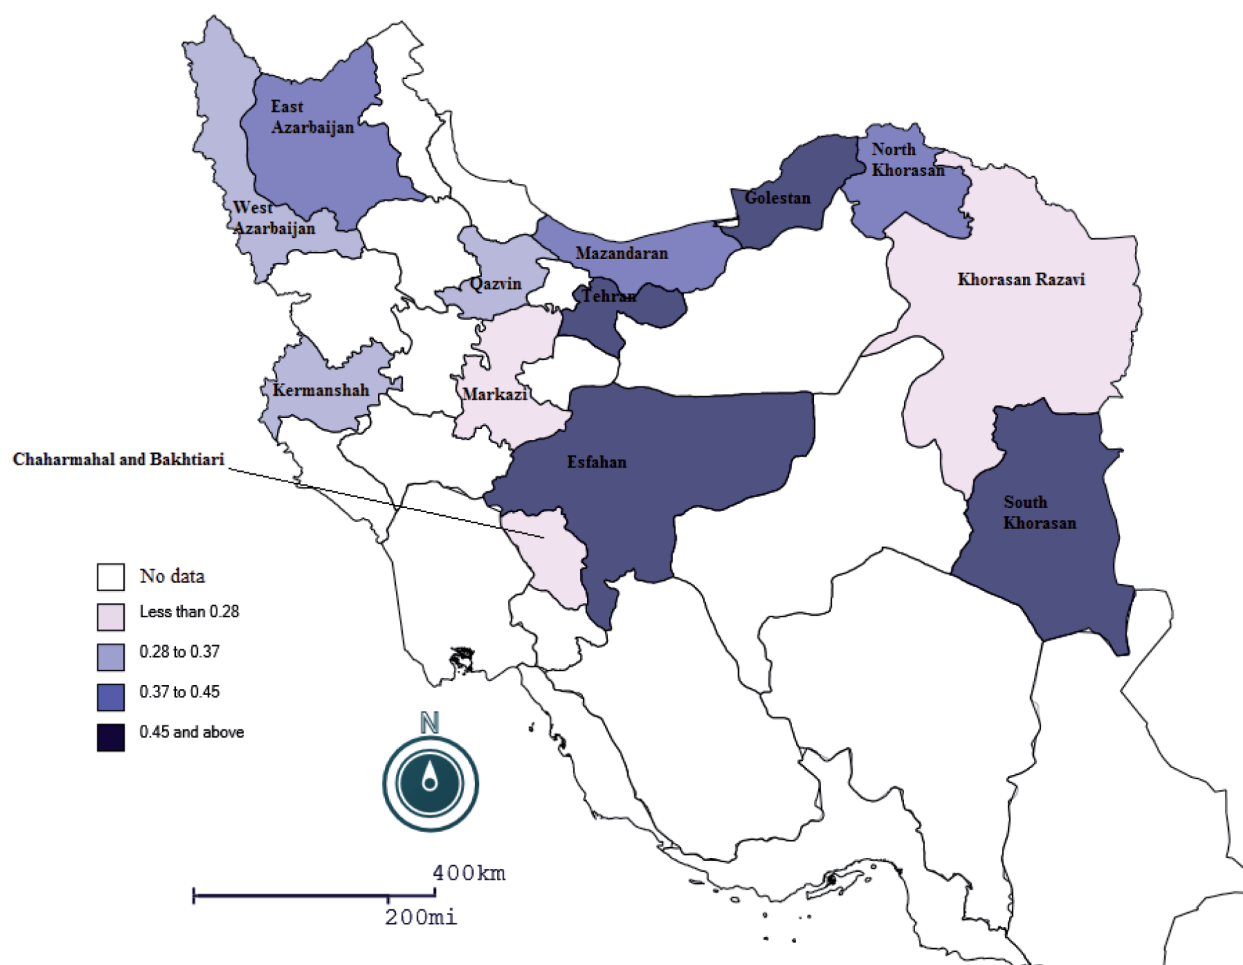 East
Azarbaijan
North
Khorasan
Golestan
West
Azarbaijan
Mazandaran
Qazvin
Khorasan Razavi
Tehran
Kermanshah
Markazi
Chaharmahal and Bakhtiari
Esfahan
South
Khorasan
No data
Less than 0.28
0.28 to 0.37
0.37 to 0.45
0.45 and above
N
400km
200mi